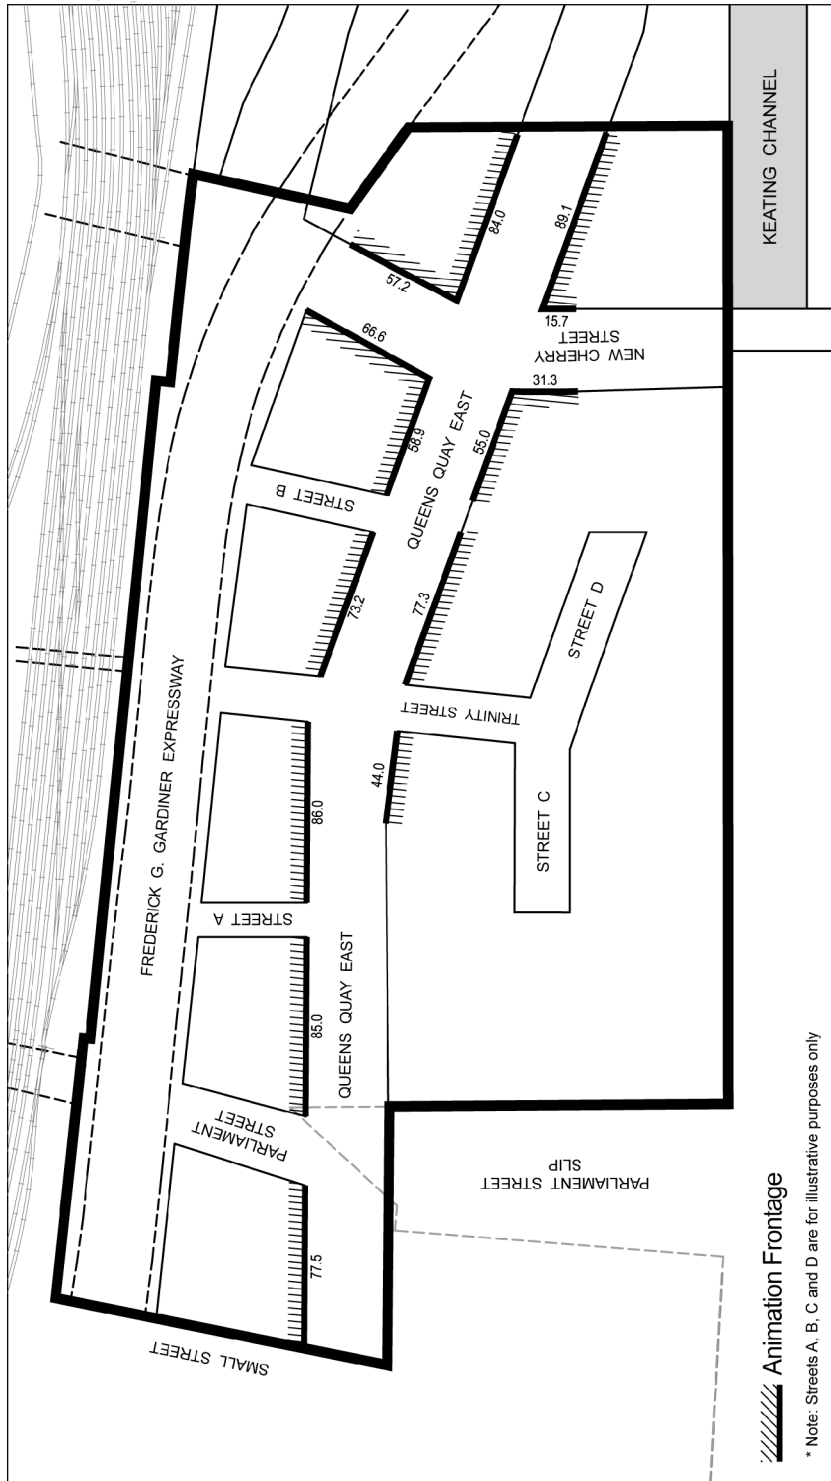 KEATING CHANNEL
84.0
89.1
57.2
15.7
NEW CHERRY
STREET
66.6
31.3
58.9
55.0
QUEENS QUAY EAST
STREET B
73.2
77.3
STREET D
TRINITY STREET
FREDERICK G. GARDINER EXPRESSWAY
86.0
44.0
STREET C
STREET A
85.0
QUEENS QUAY EAST
PARLIAMENT
STREET
PARLIAMENT STREET
SLIP
77.5
SMALL STREET
Animation Frontage
* Note: Streets A, B, C and D are for illustrative purposes only